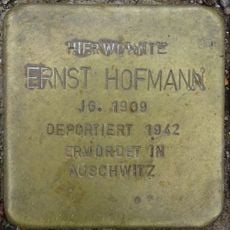 HIER WOHNTE
ERNST HOFMANN
JG. 1909
DEPORTIERT 1942
ERMORDET IN
AUSCHWITZ